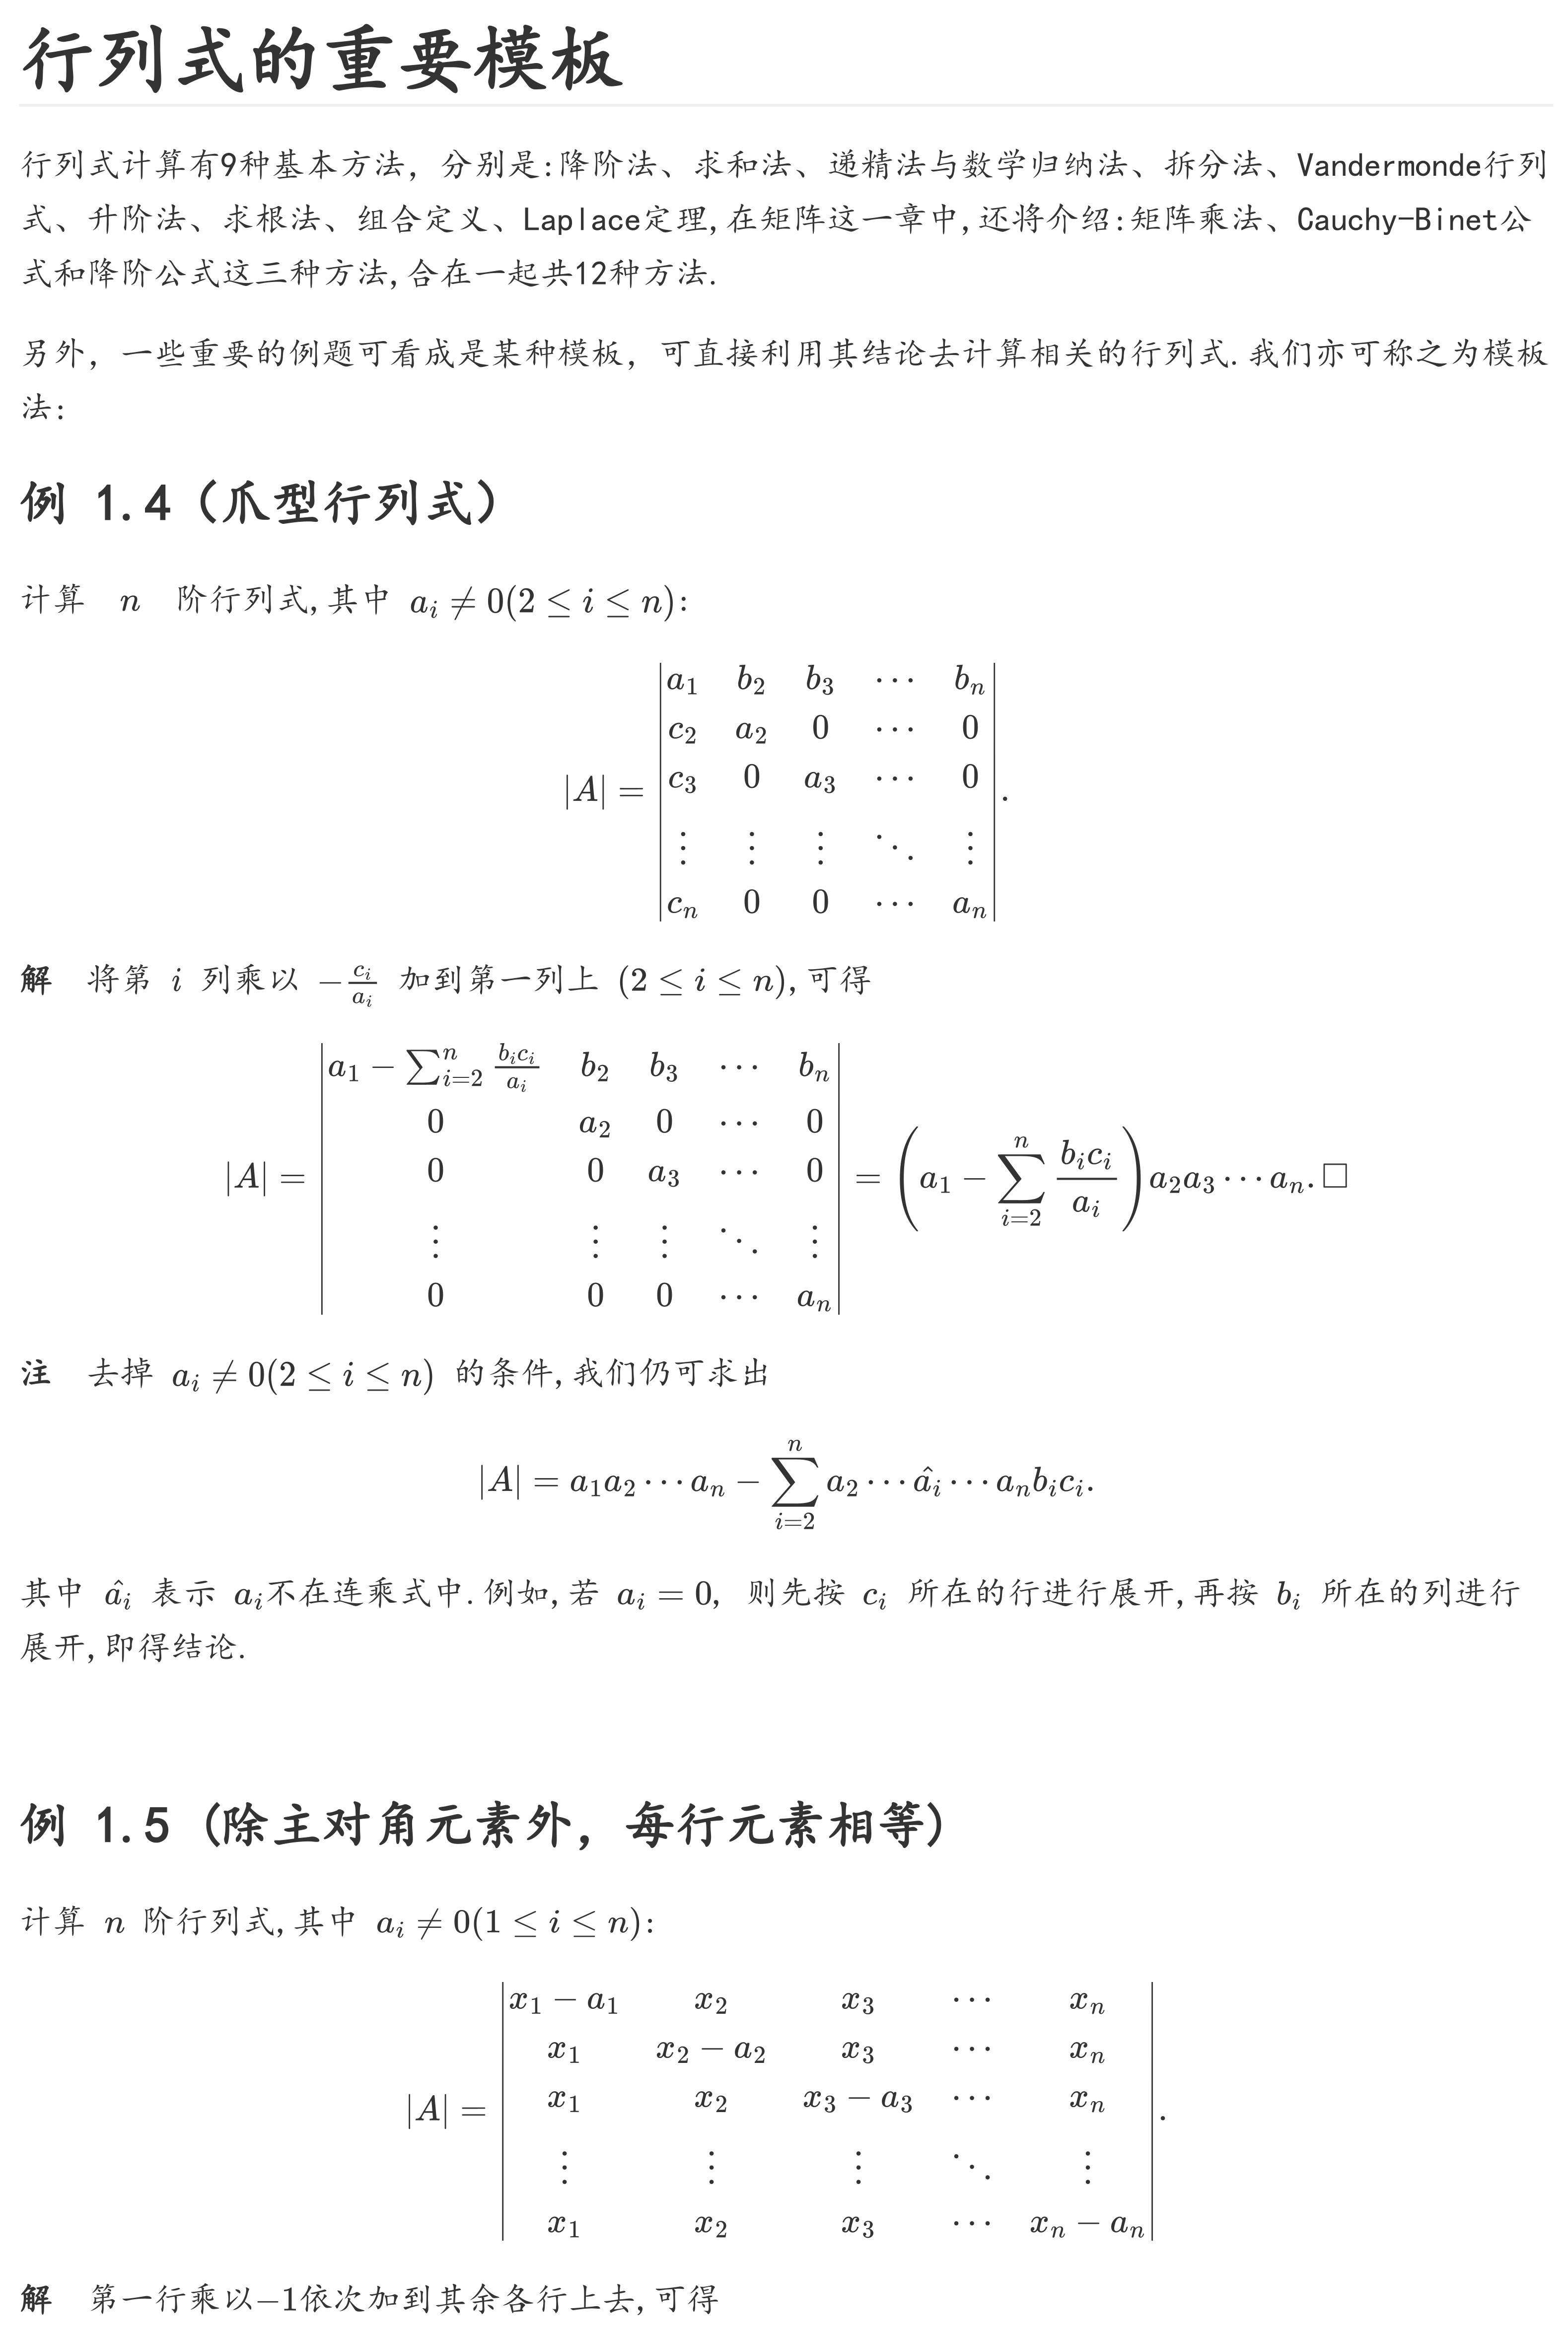 行列式的重要模板
行列式计算有9种基本方法，分别是:降阶法、求和法、递精法与数学归纳法、拆分法、Vandermonde行列
式、升阶法、求根法、组合定义、Laplace定理,在矩阵这一章中,还将介绍:矩阵乘法、Cauchy-Binet公
式和降阶公式这三种方法,合在一起共12种方法.
另外，一些重要的例题可看成是某种模板，可直接利用其结论去计算相关的行列式.我们亦可称之为模板
法:
例 1.4（爪型行列式）
计算 $n$ 阶行列式,其中 $a_i \neq 0(2 \leq i \leq n)$:
$$|A| = \begin{vmatrix} a_1 & b_2 & b_3 & \cdots & b_n \\ c_2 & a_2 & 0 & \cdots & 0 \\ c_3 & 0 & a_3 & \cdots & 0 \\ \vdots & \vdots & \vdots & \ddots & \vdots \\ c_n & 0 & 0 & \cdots & a_n \end{vmatrix}.$$
解 将第 $i$ 列乘以 $-\frac{c_i}{a_i}$ 加到第一列上 $(2 \leq i \leq n)$,可得
$$|A| = \begin{vmatrix} a_1 - \sum_{i=2}^{n} \frac{b_i c_i}{a_i} & b_2 & b_3 & \cdots & b_n \\ 0 & a_2 & 0 & \cdots & 0 \\ 0 & 0 & a_3 & \cdots & 0 \\ \vdots & \vdots & \vdots & \ddots & \vdots \\ 0 & 0 & 0 & \cdots & a_n \end{vmatrix} = \left( a_1 - \sum_{i=2}^{n} \frac{b_i c_i}{a_i} \right) a_2 a_3 \cdots a_n. \square$$
注 去掉 $a_i \neq 0(2 \leq i \leq n)$ 的条件,我们仍可求出
$$|A| = a_1 a_2 \cdots a_n - \sum_{i=2}^{n} a_2 \cdots \hat{a_i} \cdots a_n b_i c_i.$$
其中 $\hat{a_i}$ 表示 $a_i$不在连乘式中.例如,若 $a_i = 0$, 则先按 $c_i$ 所在的行进行展开,再按 $b_i$ 所在的列进行
展开,即得结论.
例 1.5（除主对角元素外，每行元素相等）
计算 $n$ 阶行列式,其中 $a_i \neq 0(1 \leq i \leq n)$:
$$|A| = \begin{vmatrix} x_1 - a_1 & x_2 & x_3 & \cdots & x_n \\ x_1 & x_2 - a_2 & x_3 & \cdots & x_n \\ x_1 & x_2 & x_3 - a_3 & \cdots & x_n \\ \vdots & \vdots & \vdots & \ddots & \vdots \\ x_1 & x_2 & x_3 & \cdots & x_n - a_n \end{vmatrix}.$$
解 第一行乘以$-1$依次加到其余各行上去,可得